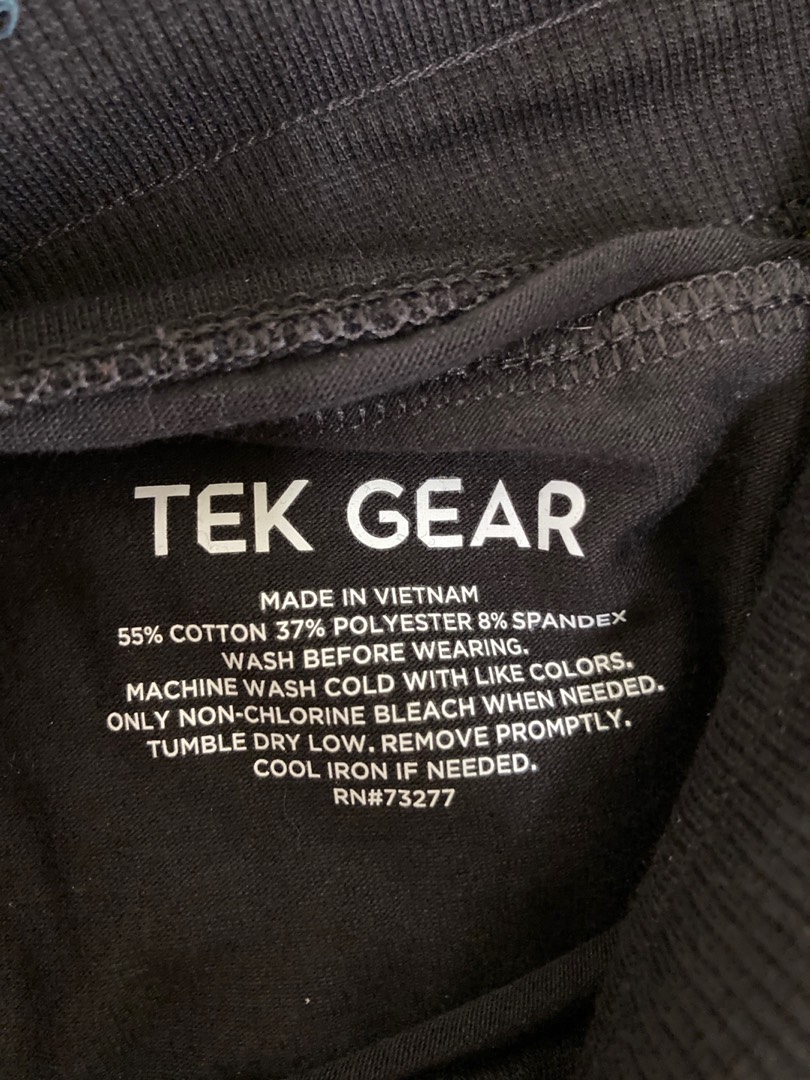 TEK GEAR
MADE IN VIETNAM
55% COTTON 37% POLYESTER 8% SPANDEX
WASH BEFORE WEARING.
MACHINE WASH COLD WITH LIKE COLORS.
ONLY NON-CHLORINE BLEACH WHEN NEEDED.
TUMBLE DRY LOW. REMOVE PROMPTLY.
COOL IRON IF NEEDED.
RN#73277